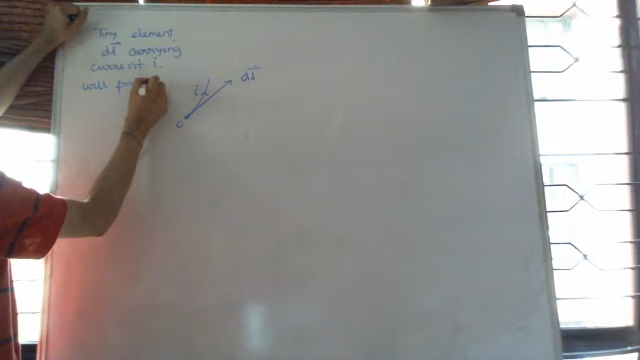 Tiny element
dl⃗ carrying
current i.
will
i
dl⃗